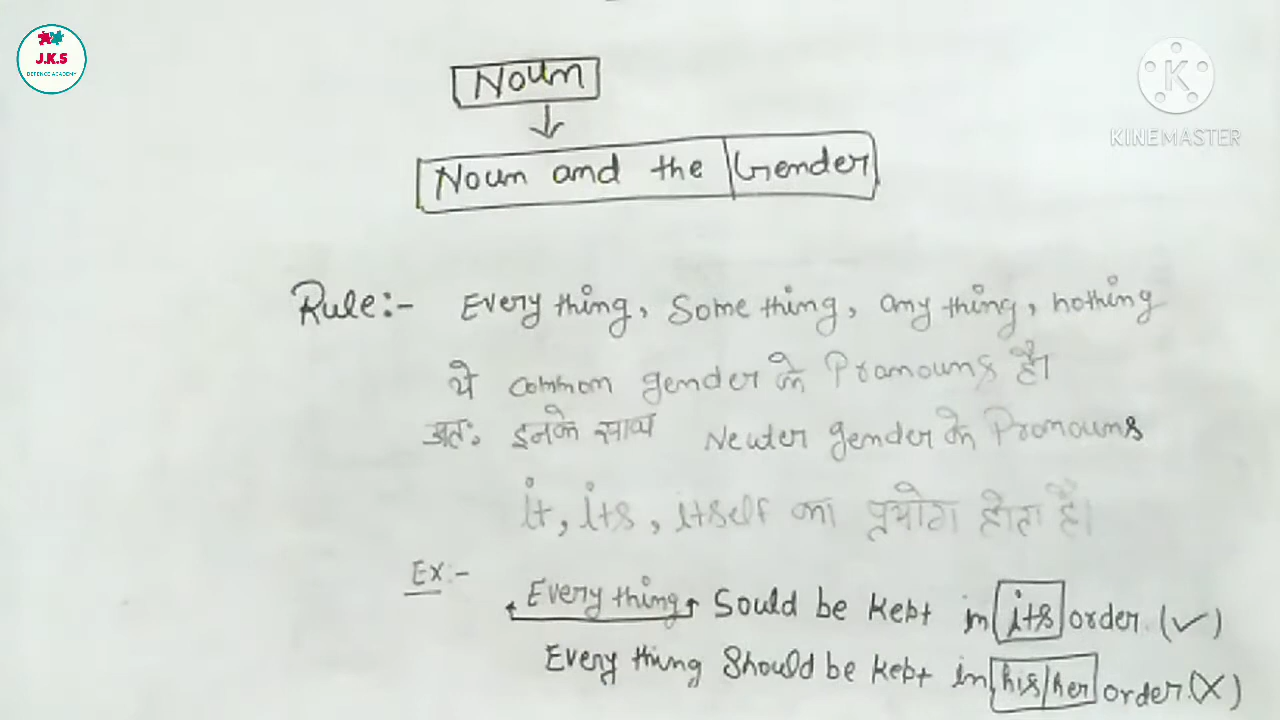 J.K.S
DEFENCE ACADEMY
K
KINEMASTER
Noun
Noun and the Gender
Rule:- Every thing, Some thing, any thing, nothing
ये common gender के Pronouns हैं।
अतः इनके साथ Neuter gender के Pronouns
it, its, itself का प्रयोग होता है।
Ex:- Every thing Sould be kept in its order. (✓)
Every thing Should be kept in his/her order. (X)